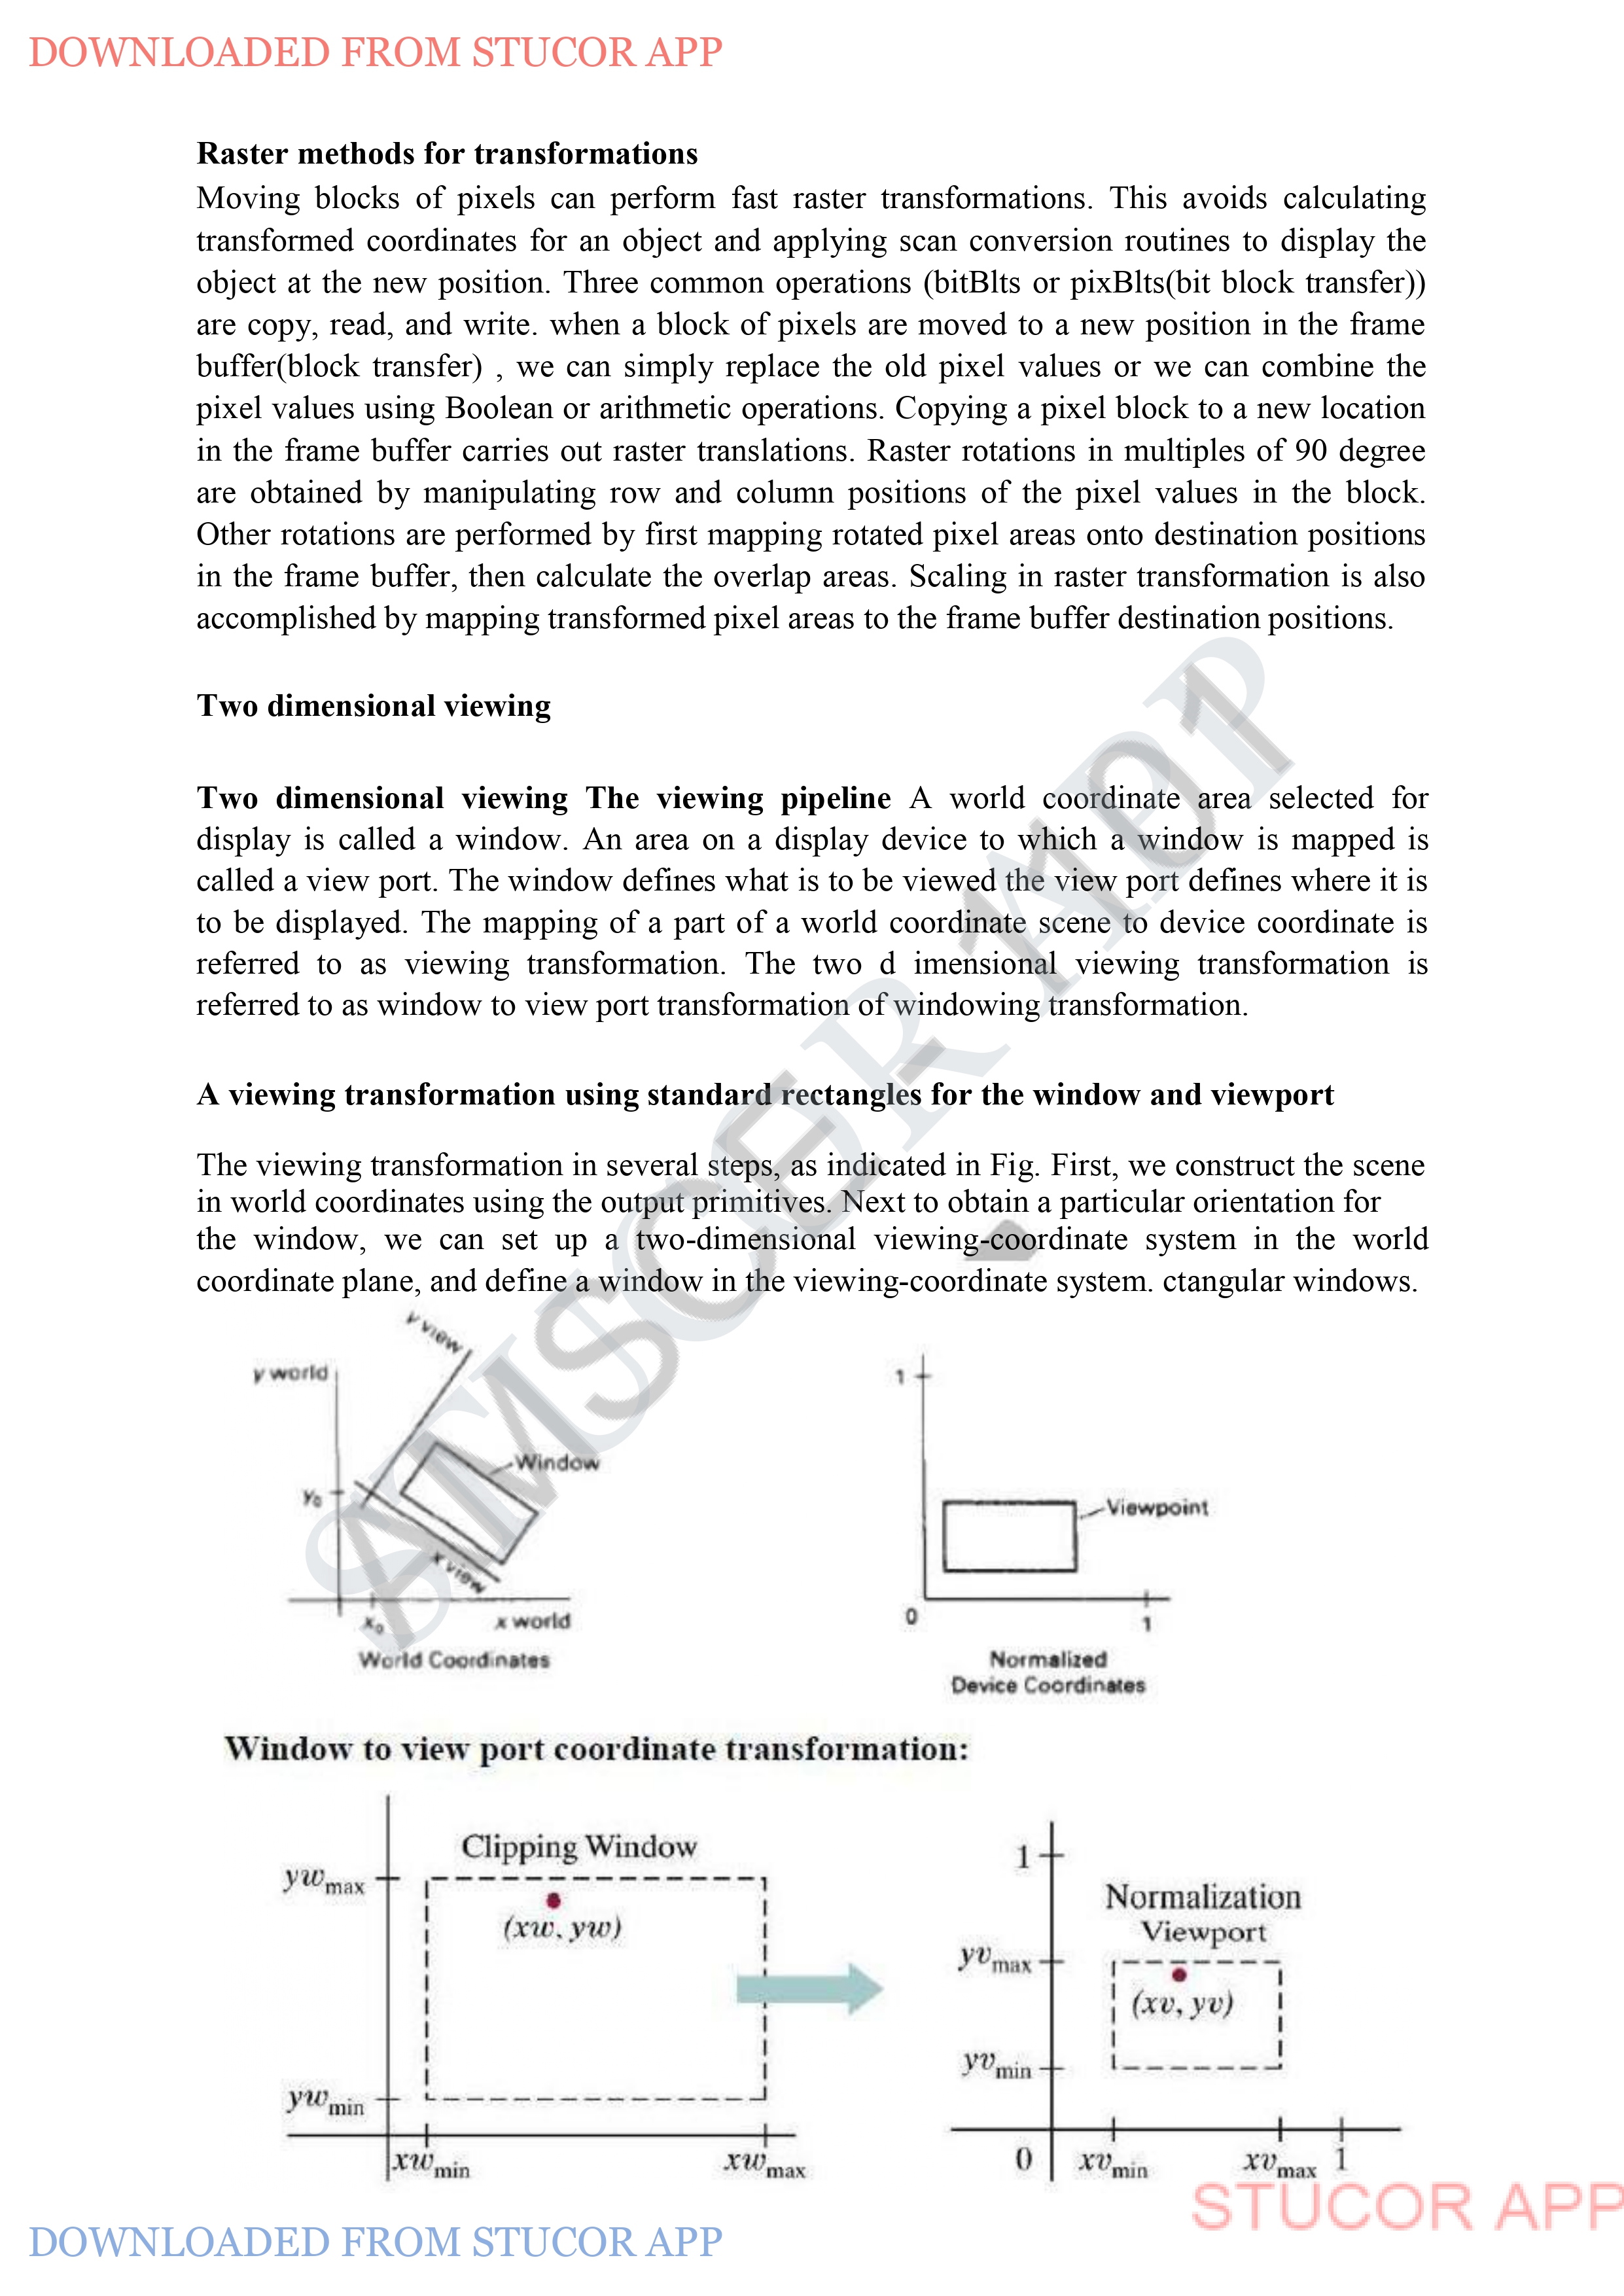 DOWNLOADED FROM STUCOR APP
Raster methods for transformations
Moving blocks of pixels can perform fast raster transformations. This avoids calculating
transformed coordinates for an object and applying scan conversion routines to display the
object at the new position. Three common operations (bitBlts or pixBlts(bit block transfer))
are copy, read, and write. when a block of pixels are moved to a new position in the frame
buffer(block transfer) , we can simply replace the old pixel values or we can combine the
pixel values using Boolean or arithmetic operations. Copying a pixel block to a new location
in the frame buffer carries out raster translations. Raster rotations in multiples of 90 degree
are obtained by manipulating row and column positions of the pixel values in the block.
Other rotations are performed by first mapping rotated pixel areas onto destination positions
in the frame buffer, then calculate the overlap areas. Scaling in raster transformation is also
accomplished by mapping transformed pixel areas to the frame buffer destination positions.
Two dimensional viewing
Two dimensional viewing The viewing pipeline A world coordinate area selected for
display is called a window. An area on a display device to which a window is mapped is
called a view port. The window defines what is to be viewed the view port defines where it is
to be displayed. The mapping of a part of a world coordinate scene to device coordinate is
referred to as viewing transformation. The two d imensional viewing transformation is
referred to as window to view port transformation of windowing transformation.
A viewing transformation using standard rectangles for the window and viewport
The viewing transformation in several steps, as indicated in Fig. First, we construct the scene
in world coordinates using the output primitives. Next to obtain a particular orientation for
the window, we can set up a two-dimensional viewing-coordinate system in the world
coordinate plane, and define a window in the viewing-coordinate system. ctangular windows.
y view
y world
Window
y0
x view
x0
x world
World Coordinates
1
Viewpoint
0
1
Normalized
Device Coordinates
Window to view port coordinate transformation:
Clipping Window
ywmax
(xw, yw)
ywmin
xwmin
xwmax
1
Normalization
Viewport
yvmax
(xv, yv)
yvmin
0
xvmin
xvmax
1
STUCOR APP
AMSCE-1101
STUCOR APP
DOWNLOADED FROM STUCOR APP